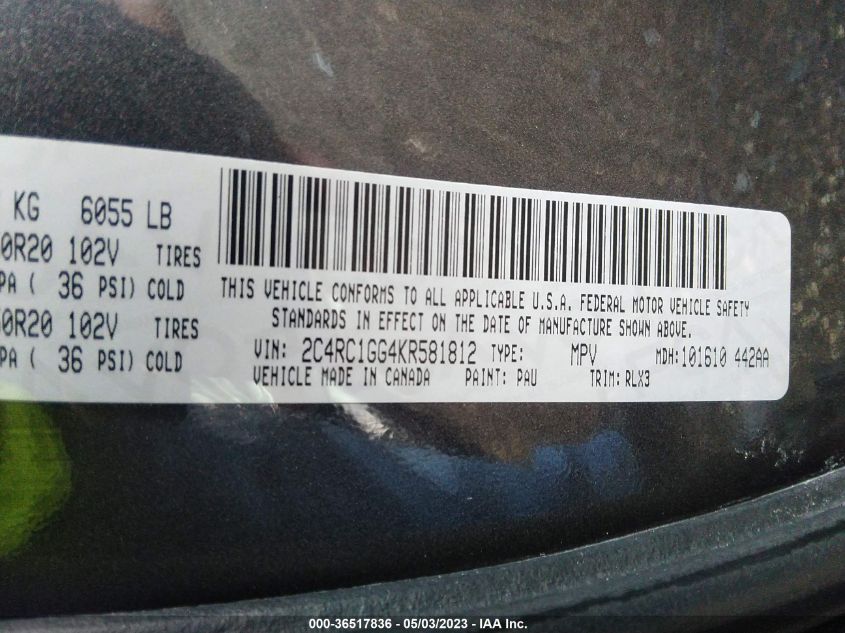 KG 6055 LB
0R20 102V TIRES
PA ( 36 PSI) COLD
0R20 102V TIRES
PA ( 36 PSI) COLD
THIS VEHICLE CONFORMS TO ALL APPLICABLE U.S.A. FEDERAL MOTOR VEHICLE SAFETY
STANDARDS IN EFFECT ON THE DATE OF MANUFACTURE SHOWN ABOVE.
VIN: 2C4RC1GG4KR581812 TYPE: MPV MDH:101610 442AA
VEHICLE MADE IN CANADA PAINT: PAU TRIM: RLX3
000-36517836 - 05/03/2023 - IAA Inc.